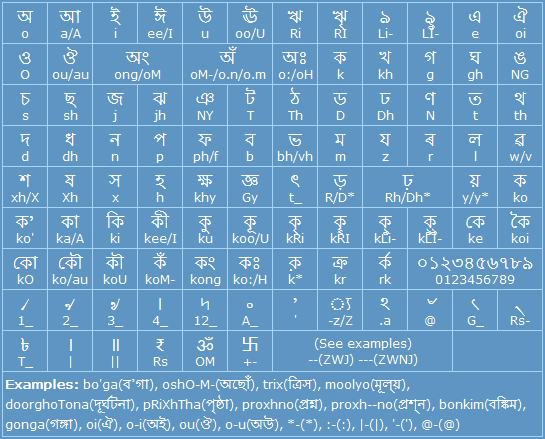 অ আ ই ঈ উ ঊ ঋ ৠ ঌ ৡ এ ঐ
o a/A i ee/I u oo/U Ri RI Li- LI- e oi
ও ঔ অং অঁ অঃ ক খ গ ঘ ঙ
O ou/au ong/oM oM-/o.n/o.m o:/oH k kh g gh NG
চ ছ জ ঝ ঞ ট ঠ ড ঢ ণ ত থ
s sh j jh NY T Th D Dh N t th
দ ধ ন প ফ ব ভ ম য ৰ ল ৱ
d dh n p ph/f b bh/vh m z r l w/v
শ ষ স হ ক্ষ জ্ঞ ৎ ড় ঢ় য় ক
xh/X Xh x h khy Gy t_ R/D* Rh/Dh* y/y* ko
ক’ কা কি কী কু কূ কৃ কৄ কৢ কৣ কে কৈ
ko' ka/A ki kee/I ku koo/U kRi kRI kLi- kLI- ke koi
কো কৌ কৗ কঁ কং কঃ ক় ক্ৰ ৰ্ক ০১২৩৪৫৬৭৮৯
kO ko/au koU koM- kong ko:/H k* kr rk 0123456789
৴ ৵ ৶ ৷ ৸ ৹ ’ ্য ঽ @ G_ Rs-
1_ 2_ 3_ 4_ 12_ A_ ' -z/Z .a @ G_ Rs-
৳ । ॥ ₹ ॐ 卐 (See examples)
T_ | || Rs OM +- --(ZWJ) ---(ZWNJ)
Examples: bo'ga(ব'গা), oshO-M-(অছোঁ), trix(ত্ৰিস), moolyo(মূল্য),
doorghoTona(দূৰ্ঘটনা), pRiXhTha(পৃষ্ঠা), proxhno(প্ৰশ্ন), proxh--no(প্ৰশ্‍ন), bonkim(বঙ্কিম),
gonga(গঙ্গা), oi(ঐ), o-i(অই), ou(ঔ), o-u(অউ), *-(*), :-(:), |-(|), '-('), @-(@)